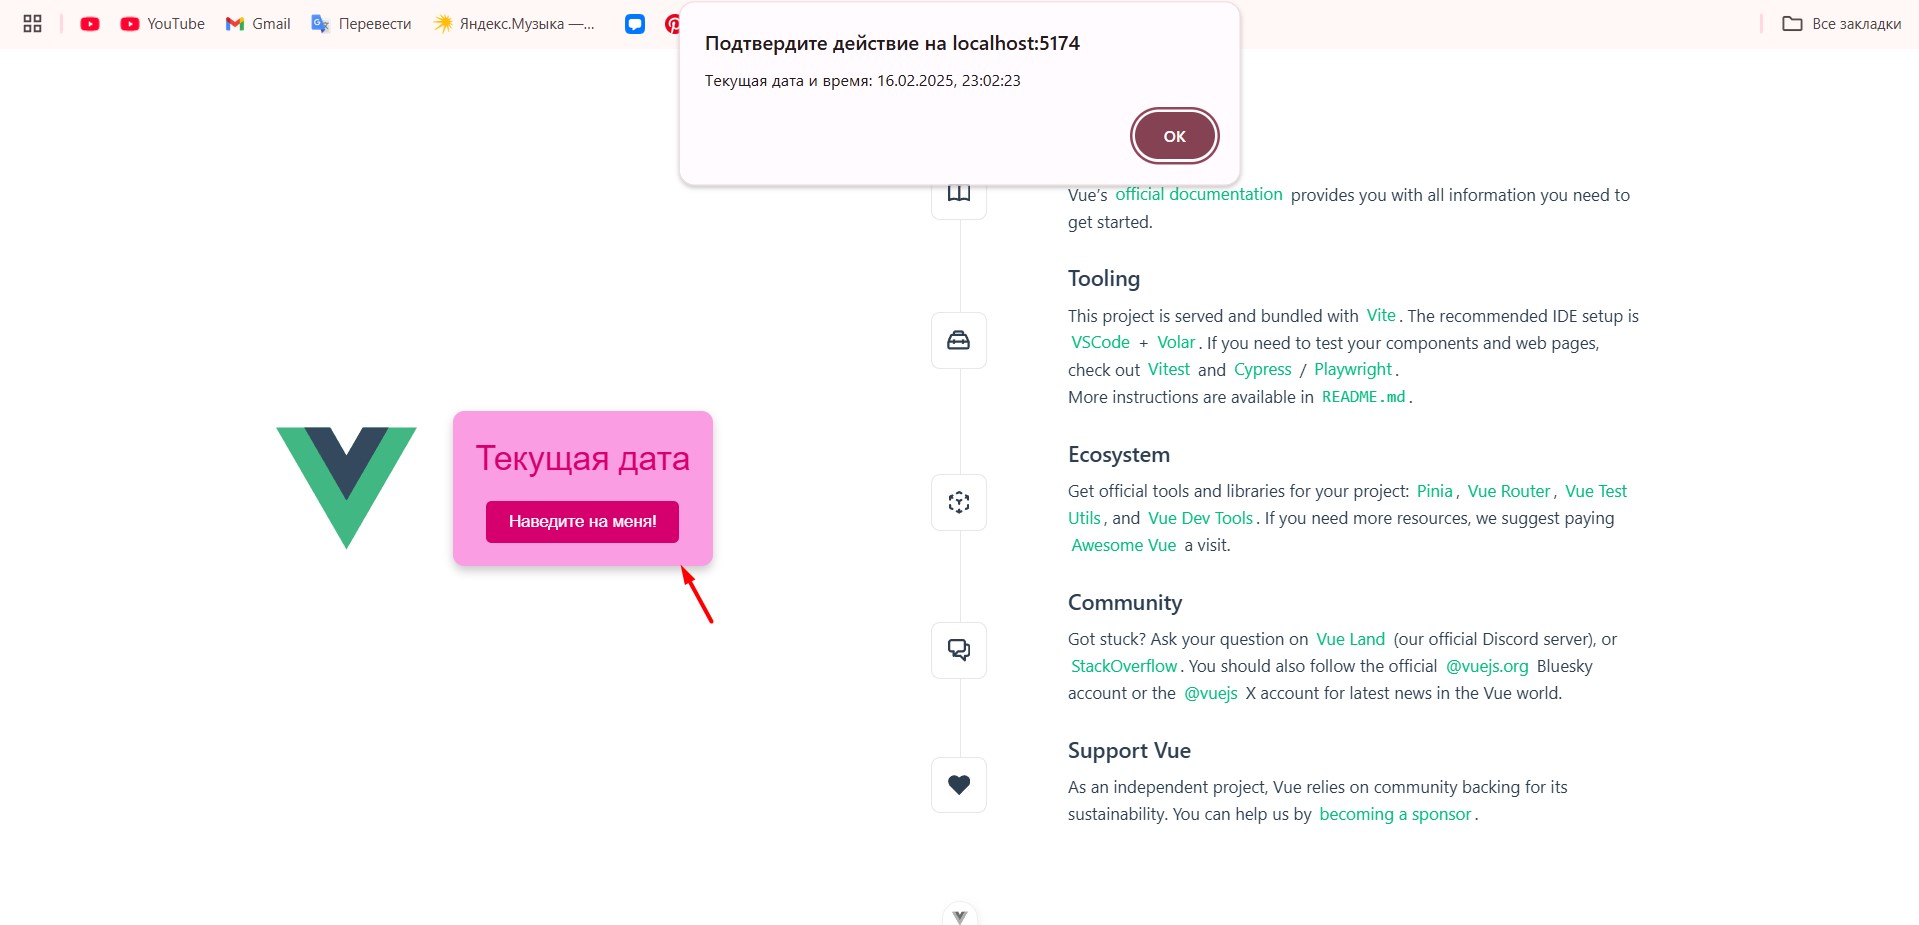 YouTube
Gmail
Перевести
Яндекс.Музыка —...
Все закладки
Подтвердите действие на localhost:5174
Текущая дата и время: 16.02.2025, 23:02:23
ОК
Текущая дата
Наведите на меня!
Vue’s official documentation provides you with all information you need to
get started.
Tooling
This project is served and bundled with Vite. The recommended IDE setup is
VSCode + Volar. If you need to test your components and web pages,
check out Vitest and Cypress / Playwright.
More instructions are available in README.md.
Ecosystem
Get official tools and libraries for your project: Pinia, Vue Router, Vue Test
Utils, and Vue Dev Tools. If you need more resources, we suggest paying
Awesome Vue a visit.
Community
Got stuck? Ask your question on Vue Land (our official Discord server), or
StackOverflow. You should also follow the official @vuejs.org Bluesky
account or the @vuejs X account for latest news in the Vue world.
Support Vue
As an independent project, Vue relies on community backing for its
sustainability. You can help us by becoming a sponsor.